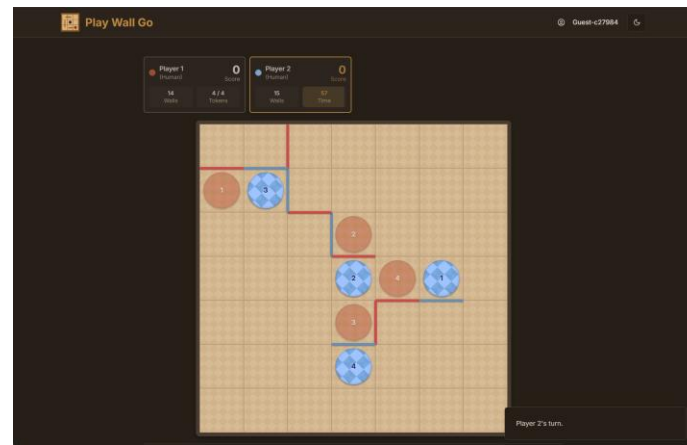 Play Wall Go
Guest-c27984
Player 1
(Human)
0
Score
14
Walls
4 / 4
Tokens
Player 2
(Human)
0
Score
15
Walls
57
Time
1
3
2
2
4
1
3
4
Player 2's turn.